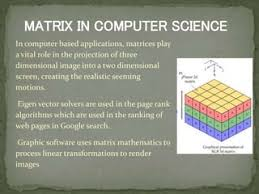 MATRIX IN COMPUTER SCIENCE
In computer based applications, matrices play
a vital role in the projection of three
dimensional image into a two dimensional
screen, creating the realistic seeming
motions.
Eigen vector solvers are used in the page rank
algorithms which are used in the ranking of
web pages in Google search.
Graphic software uses matrix mathematics to
process linear transformations to render
images
Graphical presentation of
RGB 3d matrix